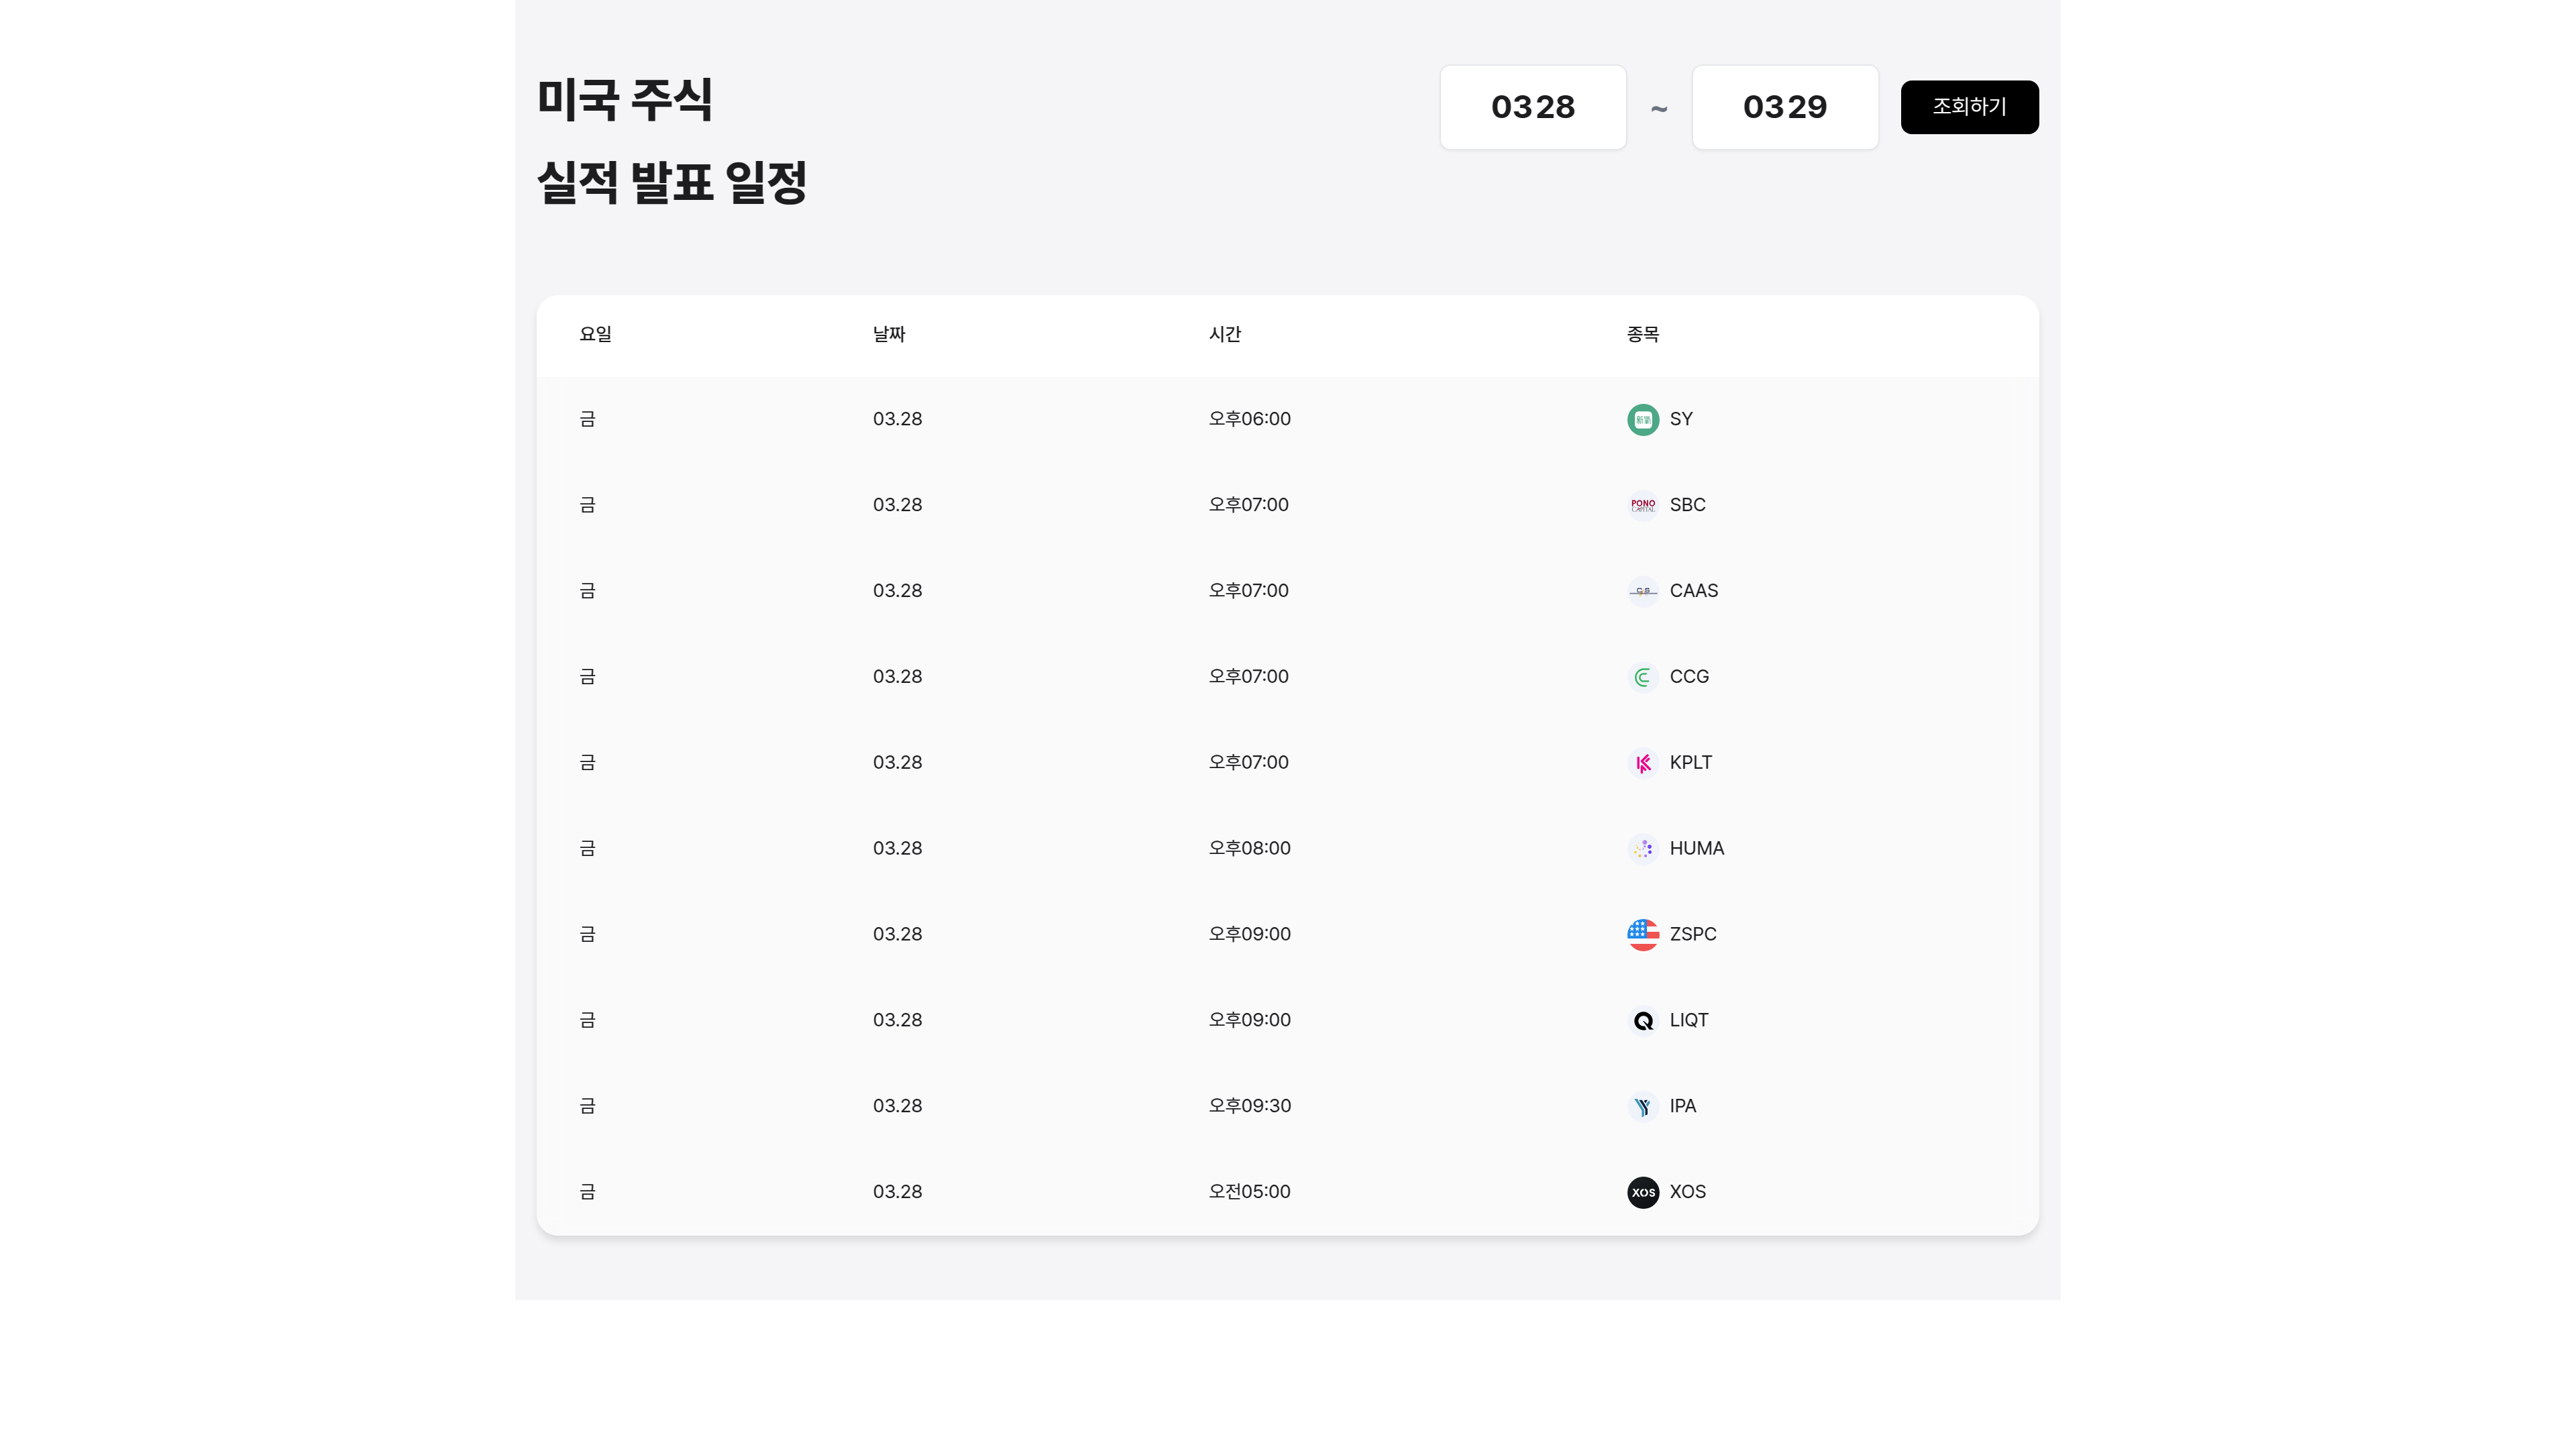 미국 주식
실적 발표 일정
0328 ~ 0329 조회하기
요일 날짜 시간 종목
금 03.28 오후06:00 SY
금 03.28 오후07:00 PONO CAPITAL SBC
금 03.28 오후07:00 CAAS
금 03.28 오후07:00 CCG
금 03.28 오후07:00 KPLT
금 03.28 오후08:00 HUMA
금 03.28 오후09:00 ZSPC
금 03.28 오후09:00 LIQT
금 03.28 오후09:30 IPA
금 03.28 오전05:00 XOS XOS